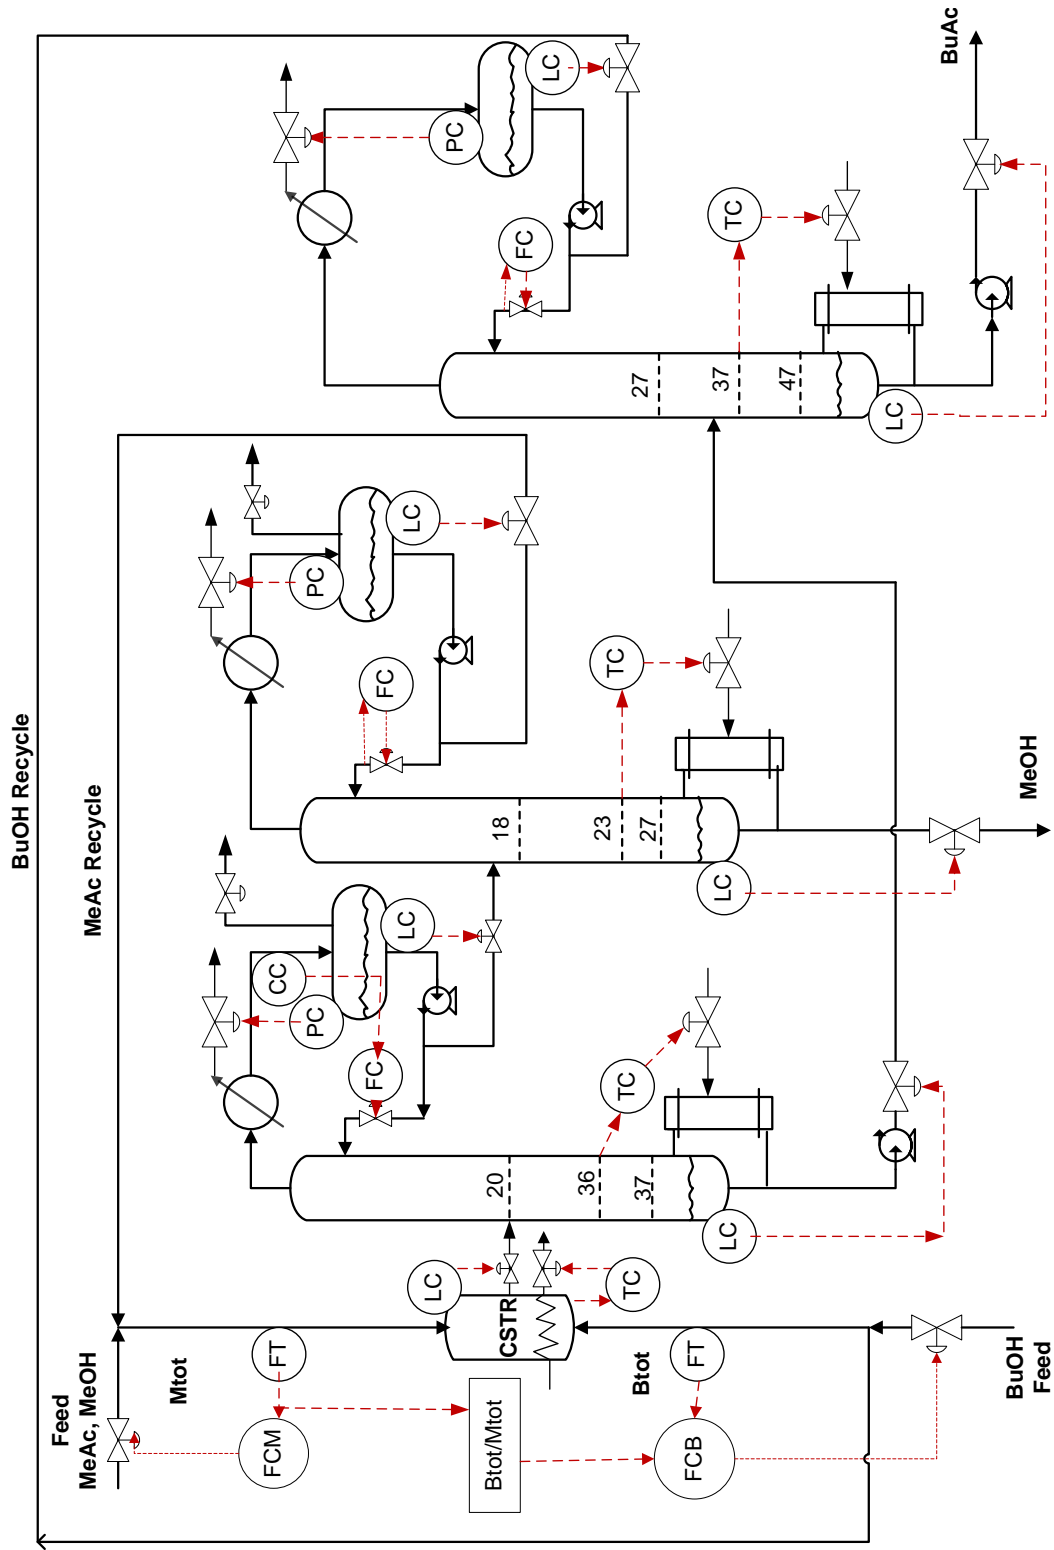 BuOH Recycle
MeAc Recycle
Feed
MeAc, MeOH
Mtot
FT
FCM
Btot/Mtot
Btot
FT
FCB
BuOH
Feed
CSTR
LC
TC
20
36
37
LC
TC
CC
PC
FC
LC
18
23
27
LC
TC
PC
FC
LC
MeOH
27
37
47
LC
TC
PC
FC
LC
BuAc